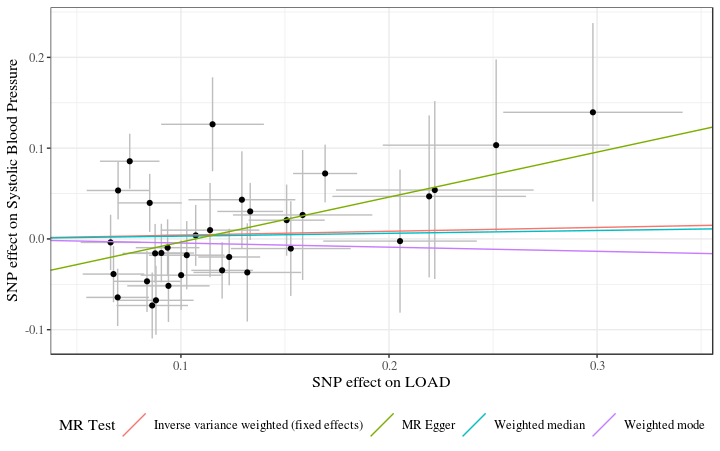 SNP effect on Systolic Blood Pressure
0.2
0.1
0.0
-0.1
0.1 0.2 0.3
SNP effect on LOAD
MR Test Inverse variance weighted (fixed effects) MR Egger Weighted median Weighted mode